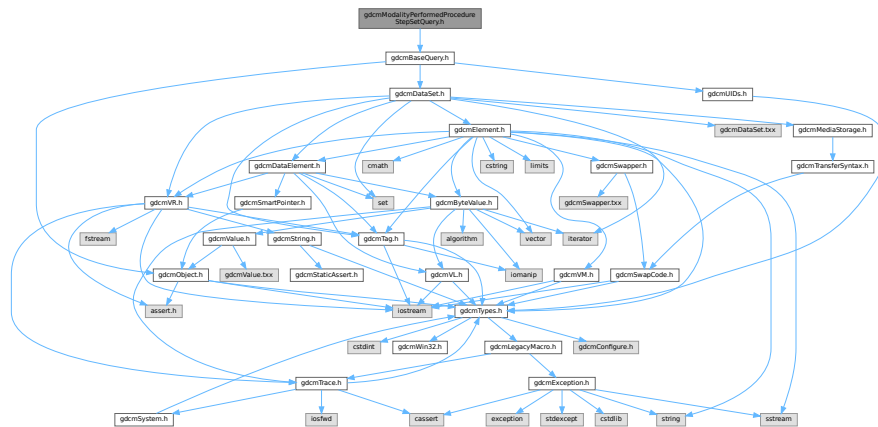 gdcmModalityPerformedProcedure
StepSetQuery.h
gdcmBaseQuery.h
gdcmDataSet.h
gdcmUIDs.h
gdcmElement.h
gdcmDataSet.txx
gdcmMediaStorage.h
gdcmDataElement.h
cmath
cstring
limits
gdcmSwapper.h
gdcmTransferSyntax.h
gdcmVR.h
gdcmSmartPointer.h
set
gdcmByteValue.h
gdcmSwapper.txx
fstream
gdcmValue.h
gdcmString.h
gdcmTag.h
algorithm
vector
iterator
gdcmObject.h
gdcmValue.txx
gdcmStaticAssert.h
gdcmVL.h
iomanip
gdcmVM.h
gdcmSwapCode.h
assert.h
iostream
gdcmTypes.h
cstdint
gdcmWin32.h
gdcmLegacyMacro.h
gdcmConfigure.h
gdcmTrace.h
gdcmException.h
gdcmSystem.h
iosfwd
cassert
exception
stdexcept
cstdlib
string
sstream